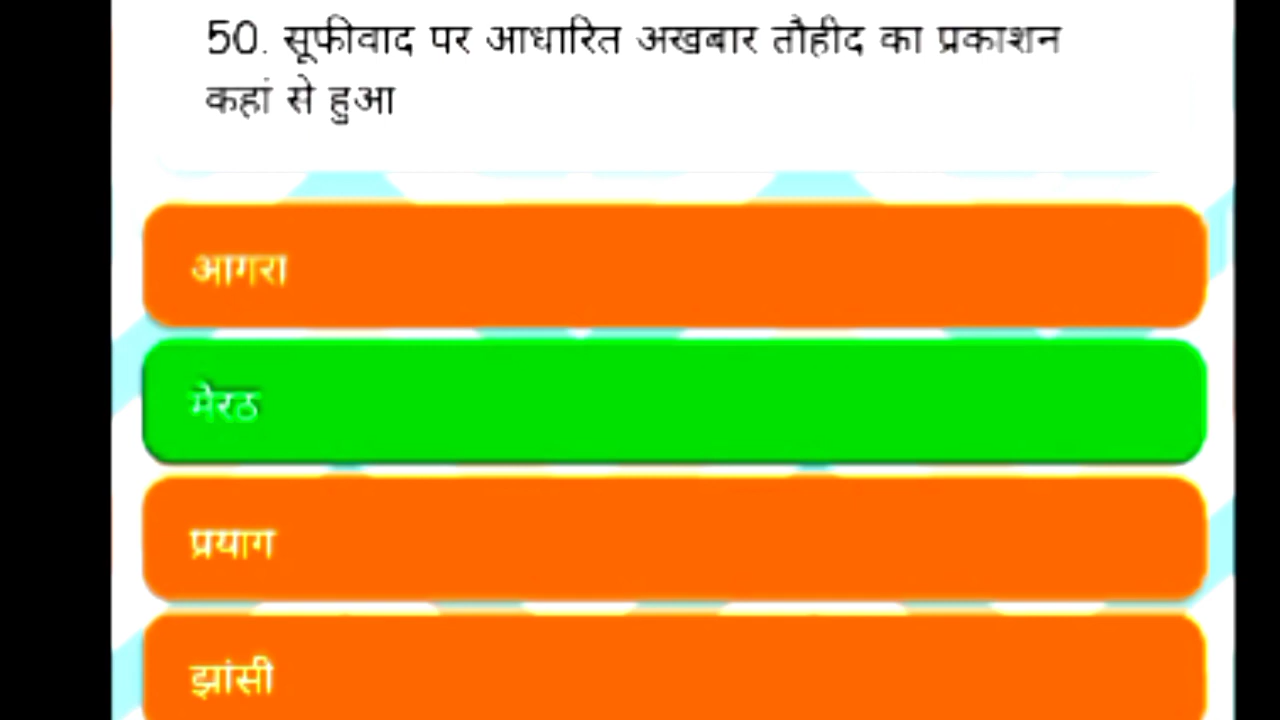 50. सूफीवाद पर आधारित अखबार तौहीद का प्रकाशन
कहां से हुआ
आगरा
मेरठ
प्रयाग
झांसी